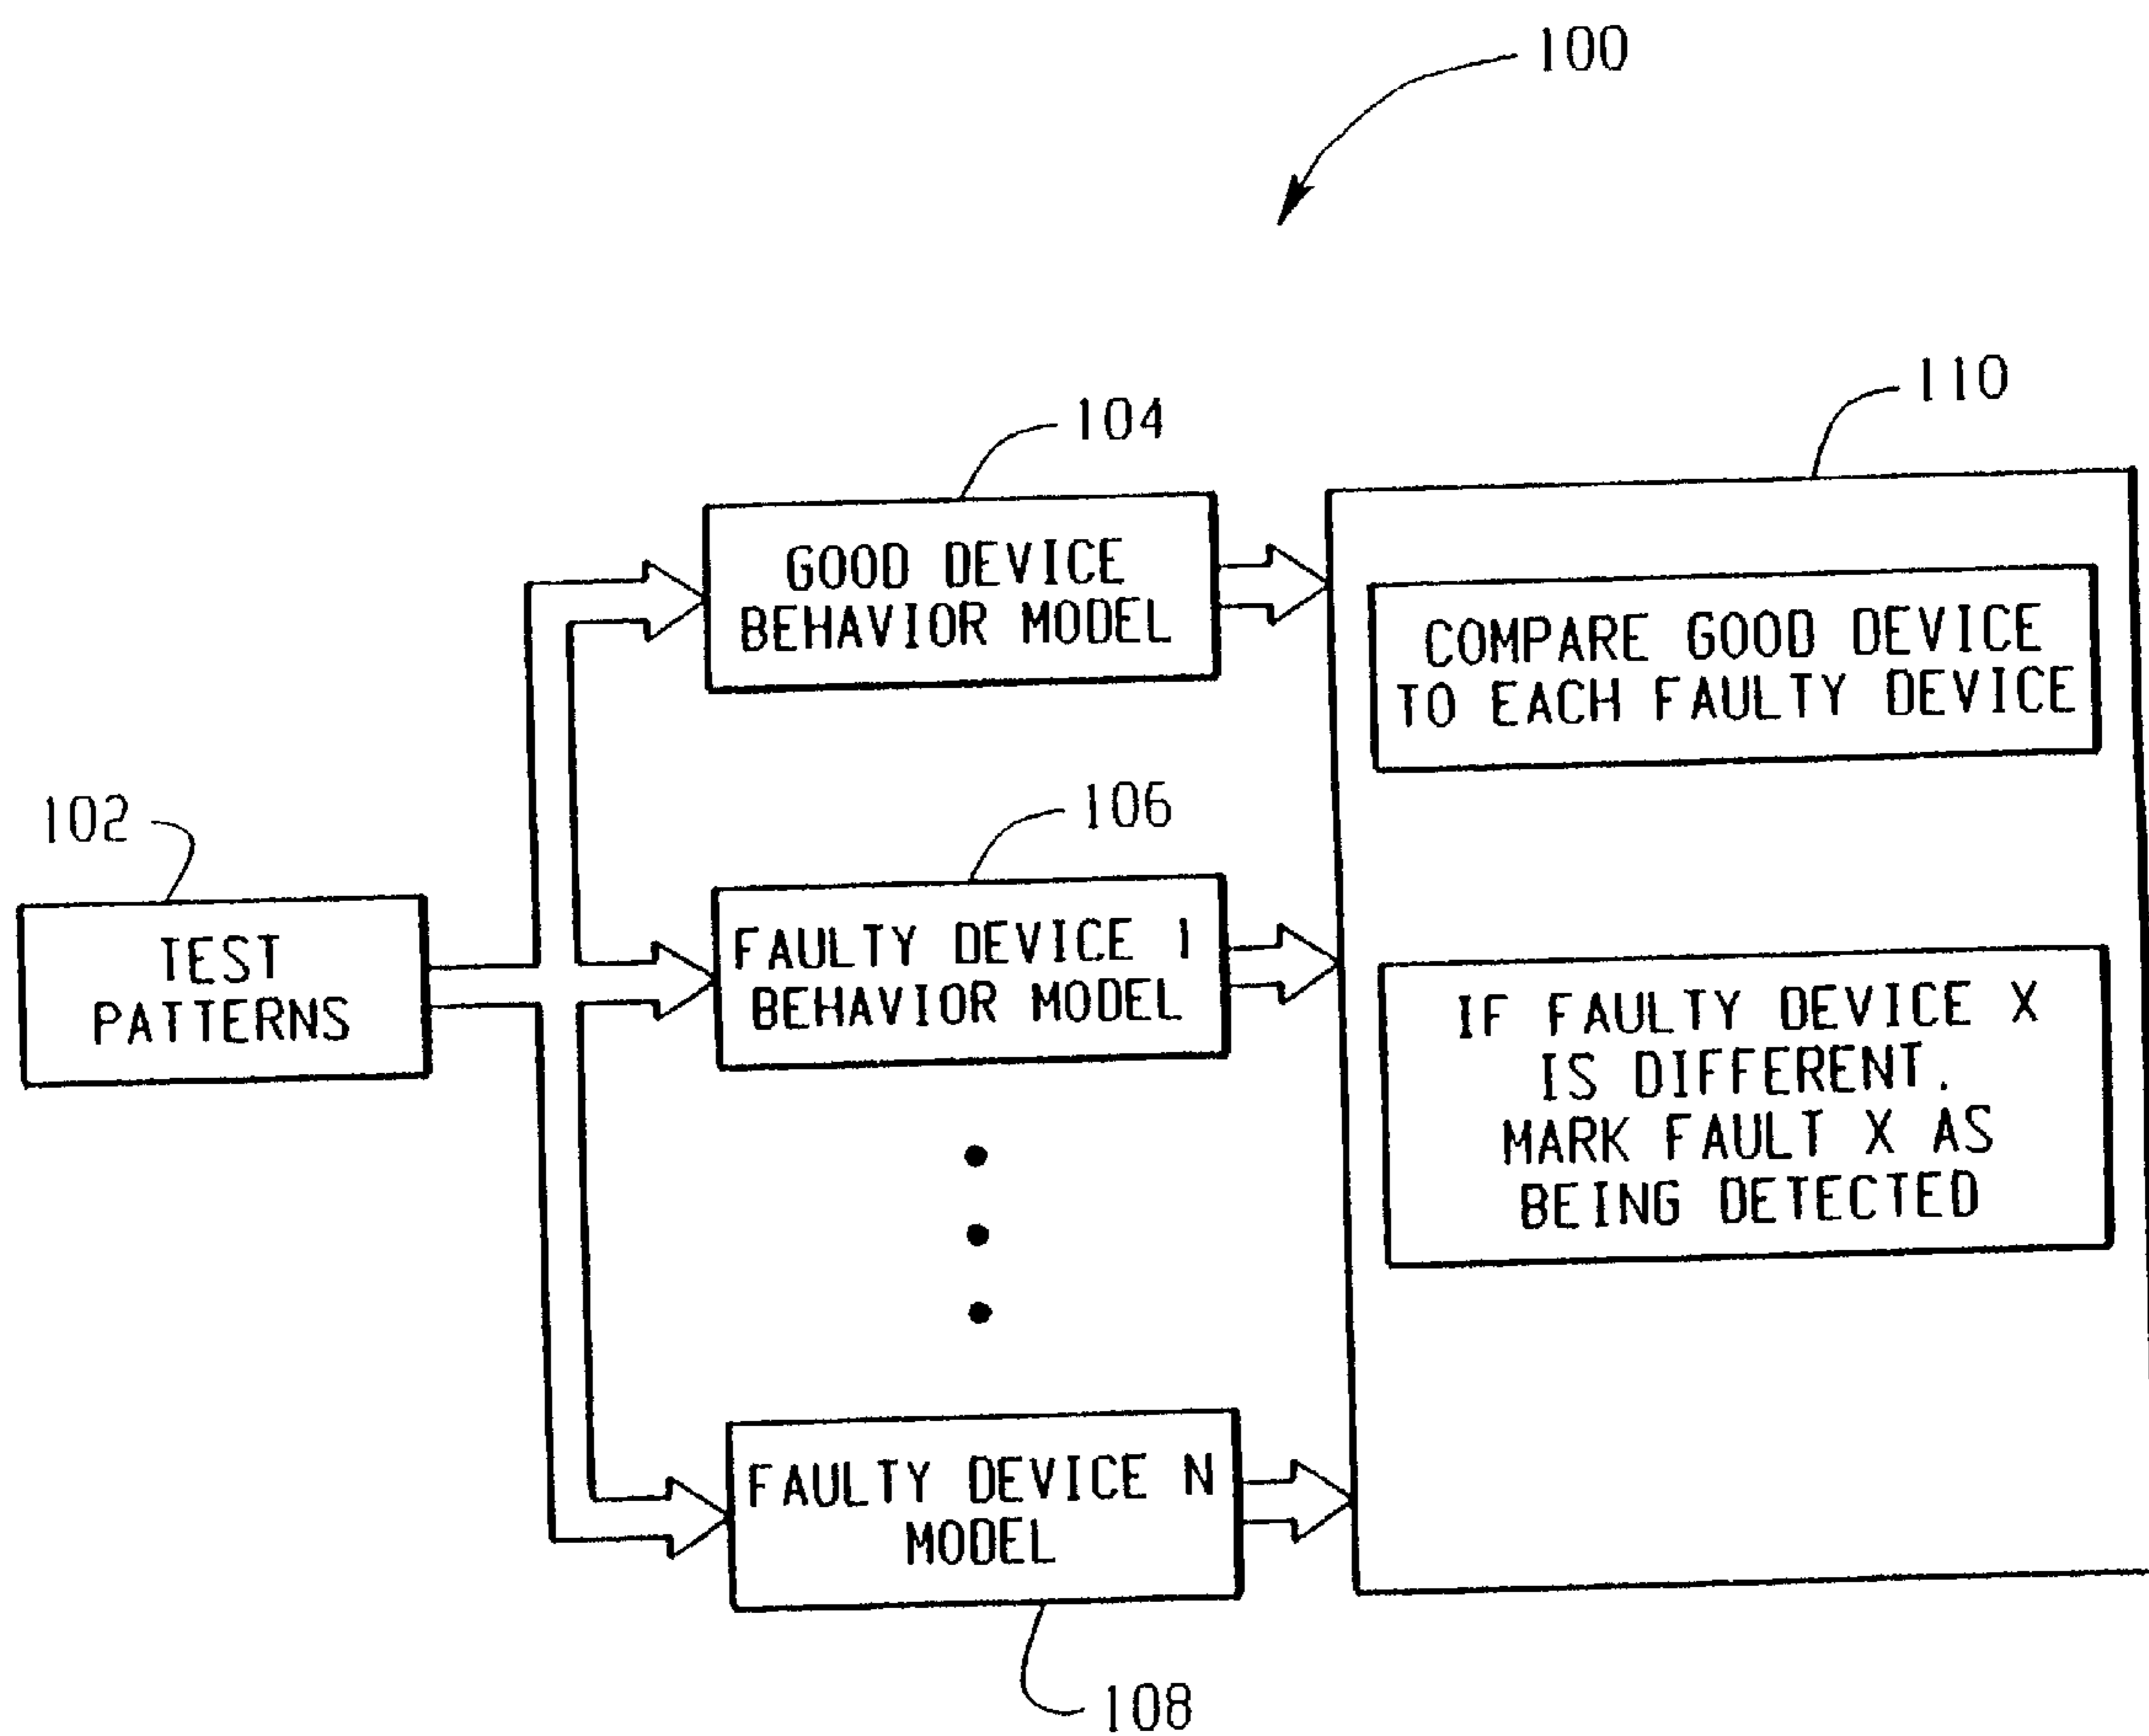 100
110
104
GOOD DEVICE
BEHAVIOR MODEL
COMPARE GOOD DEVICE
TO EACH FAULTY DEVICE
102
106
TEST
PATTERNS
FAULTY DEVICE 1
BEHAVIOR MODEL
IF FAULTY DEVICE X
IS DIFFERENT.
MARK FAULT X AS
BEING DETECTED
FAULTY DEVICE N
MODEL
108